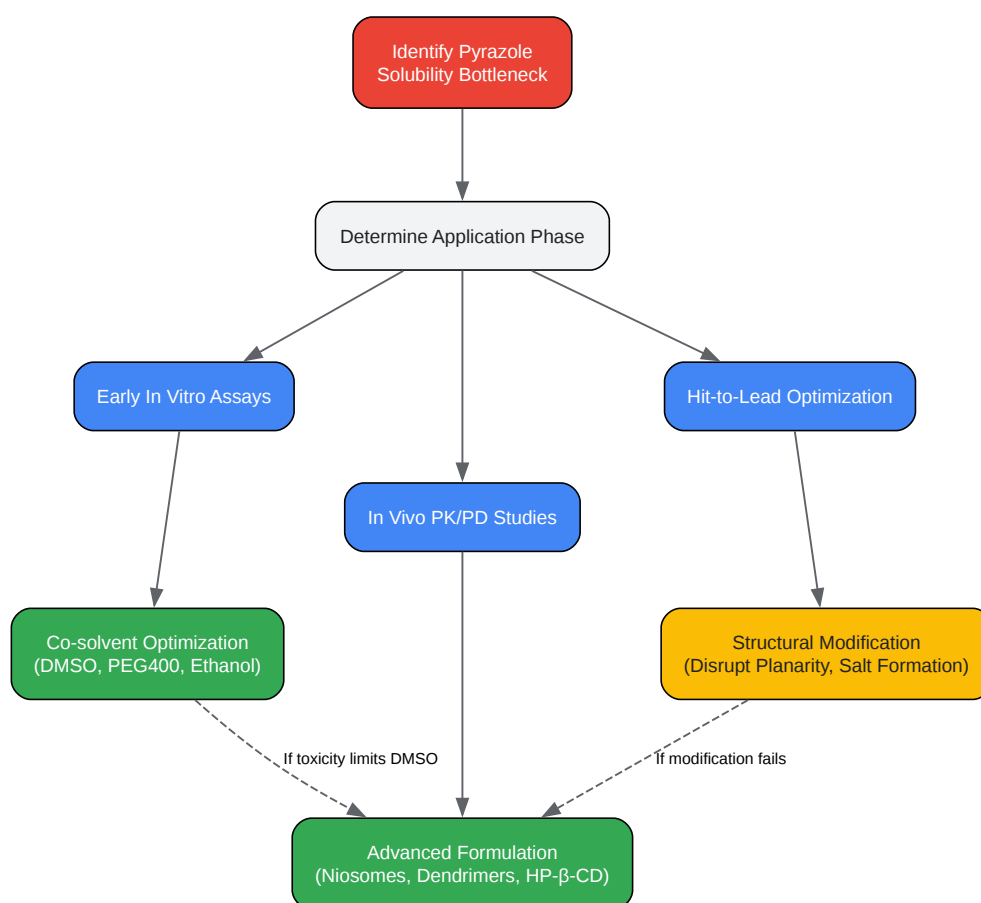 Identify Pyrazole
Solubility Bottleneck
Determine Application Phase
Early In Vitro Assays
Hit-to-Lead Optimization
In Vivo PK/PD Studies
Co-solvent Optimization
(DMSO, PEG400, Ethanol)
Structural Modification
(Disrupt Planarity, Salt Formation)
If toxicity limits DMSO
If modification fails
Advanced Formulation
(Niosomes, Dendrimers, HP-β-CD)